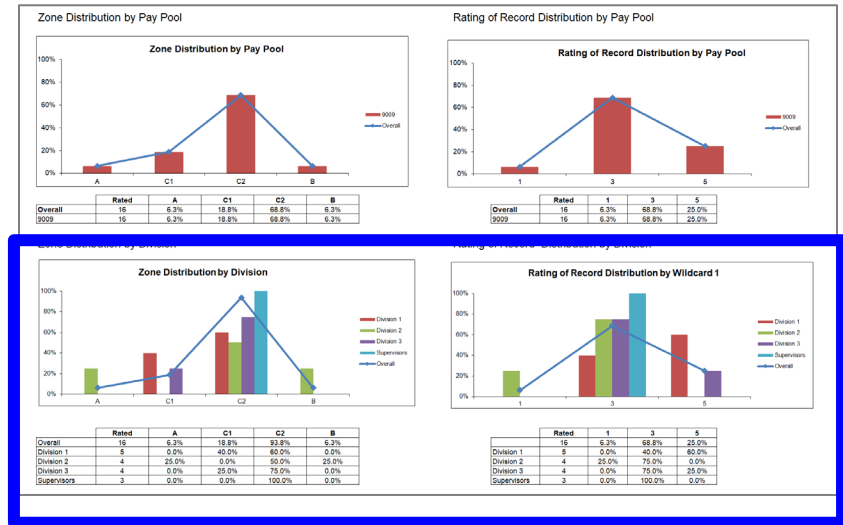 Zone Distribution by Pay Pool
Rating of Record Distribution by Pay Pool
Zone Distribution by Pay Pool
100%
80%
60%
40%
20%
0%
A C1 C2 B
9009
Overall
Rating of Record Distribution by Pay Pool
100%
80%
60%
40%
20%
0%
1 3 5
9009
Overall
Rated A C1 C2 B
Overall 16 6.3% 18.8% 68.8% 6.3%
9009 16 6.3% 18.8% 68.8% 6.3%
Rated 1 3 5
Overall 16 6.3% 68.8% 25.0%
9009 16 6.3% 68.8% 25.0%
Zone Distribution by Division
Rating of Record Distribution by Division
Zone Distribution by Division
100%
80%
60%
40%
20%
0%
A C1 C2 B
Division 1
Division 2
Division 3
Supervisors
Overall
Rating of Record Distribution by Wildcard 1
100%
80%
60%
40%
20%
0%
1 3 5
Division 1
Division 2
Division 3
Supervisors
Overall
Rated A C1 C2 B
Overall 16 6.3% 18.8% 93.8% 6.3%
Division 1 5 0.0% 40.0% 60.0% 0.0%
Division 2 4 25.0% 0.0% 50.0% 25.0%
Division 3 4 0.0% 25.0% 75.0% 0.0%
Supervisors 3 0.0% 0.0% 100.0% 0.0%
Rated 1 3 5
16 6.3% 68.8% 25.0%
Division 1 5 0.0% 40.0% 60.0%
Division 2 4 25.0% 75.0% 0.0%
Division 3 4 0.0% 75.0% 25.0%
Supervisors 3 0.0% 100.0% 0.0%